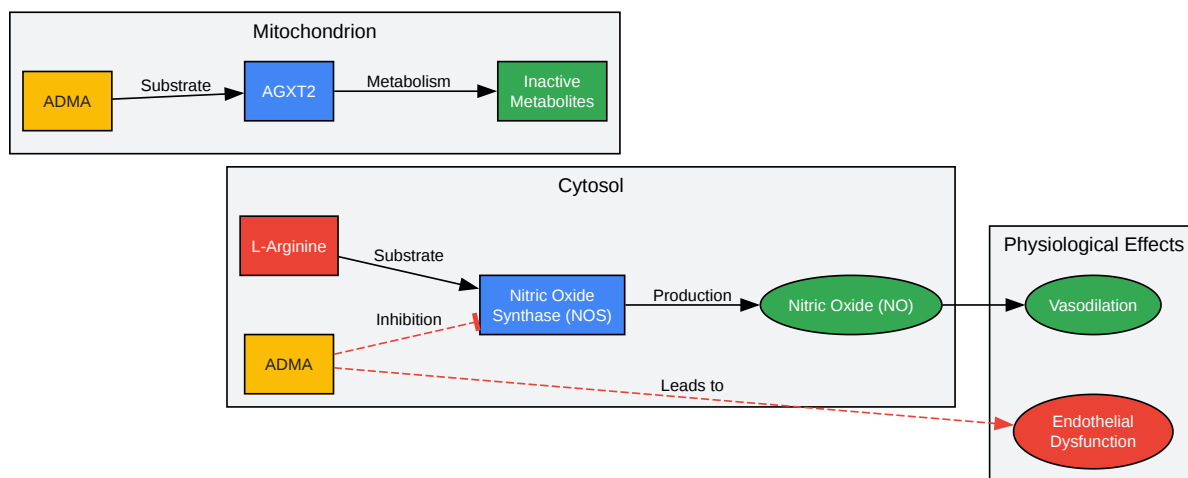 Mitochondrion
ADMA
Substrate
AGXT2
Metabolism
Inactive
Metabolites
Cytosol
L-Arginine
Substrate
Nitric Oxide
Synthase (NOS)
Production
Nitric Oxide (NO)
Inhibition
ADMA
Leads to
Physiological Effects
Vasodilation
Endothelial
Dysfunction